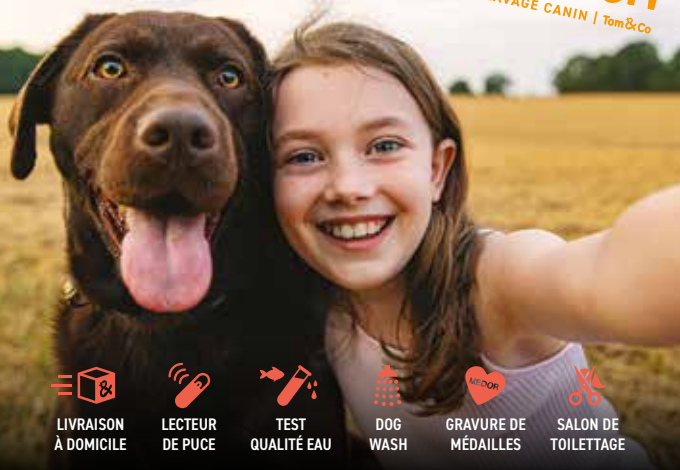 LAVAGE CANIN | Tom&Co
&
MEDOR
LIVRAISON
À DOMICILE
LECTEUR
DE PUCE
TEST
QUALITÉ EAU
DOG
WASH
GRAVURE DE
MÉDAILLES
SALON DE
TOILETTAGE